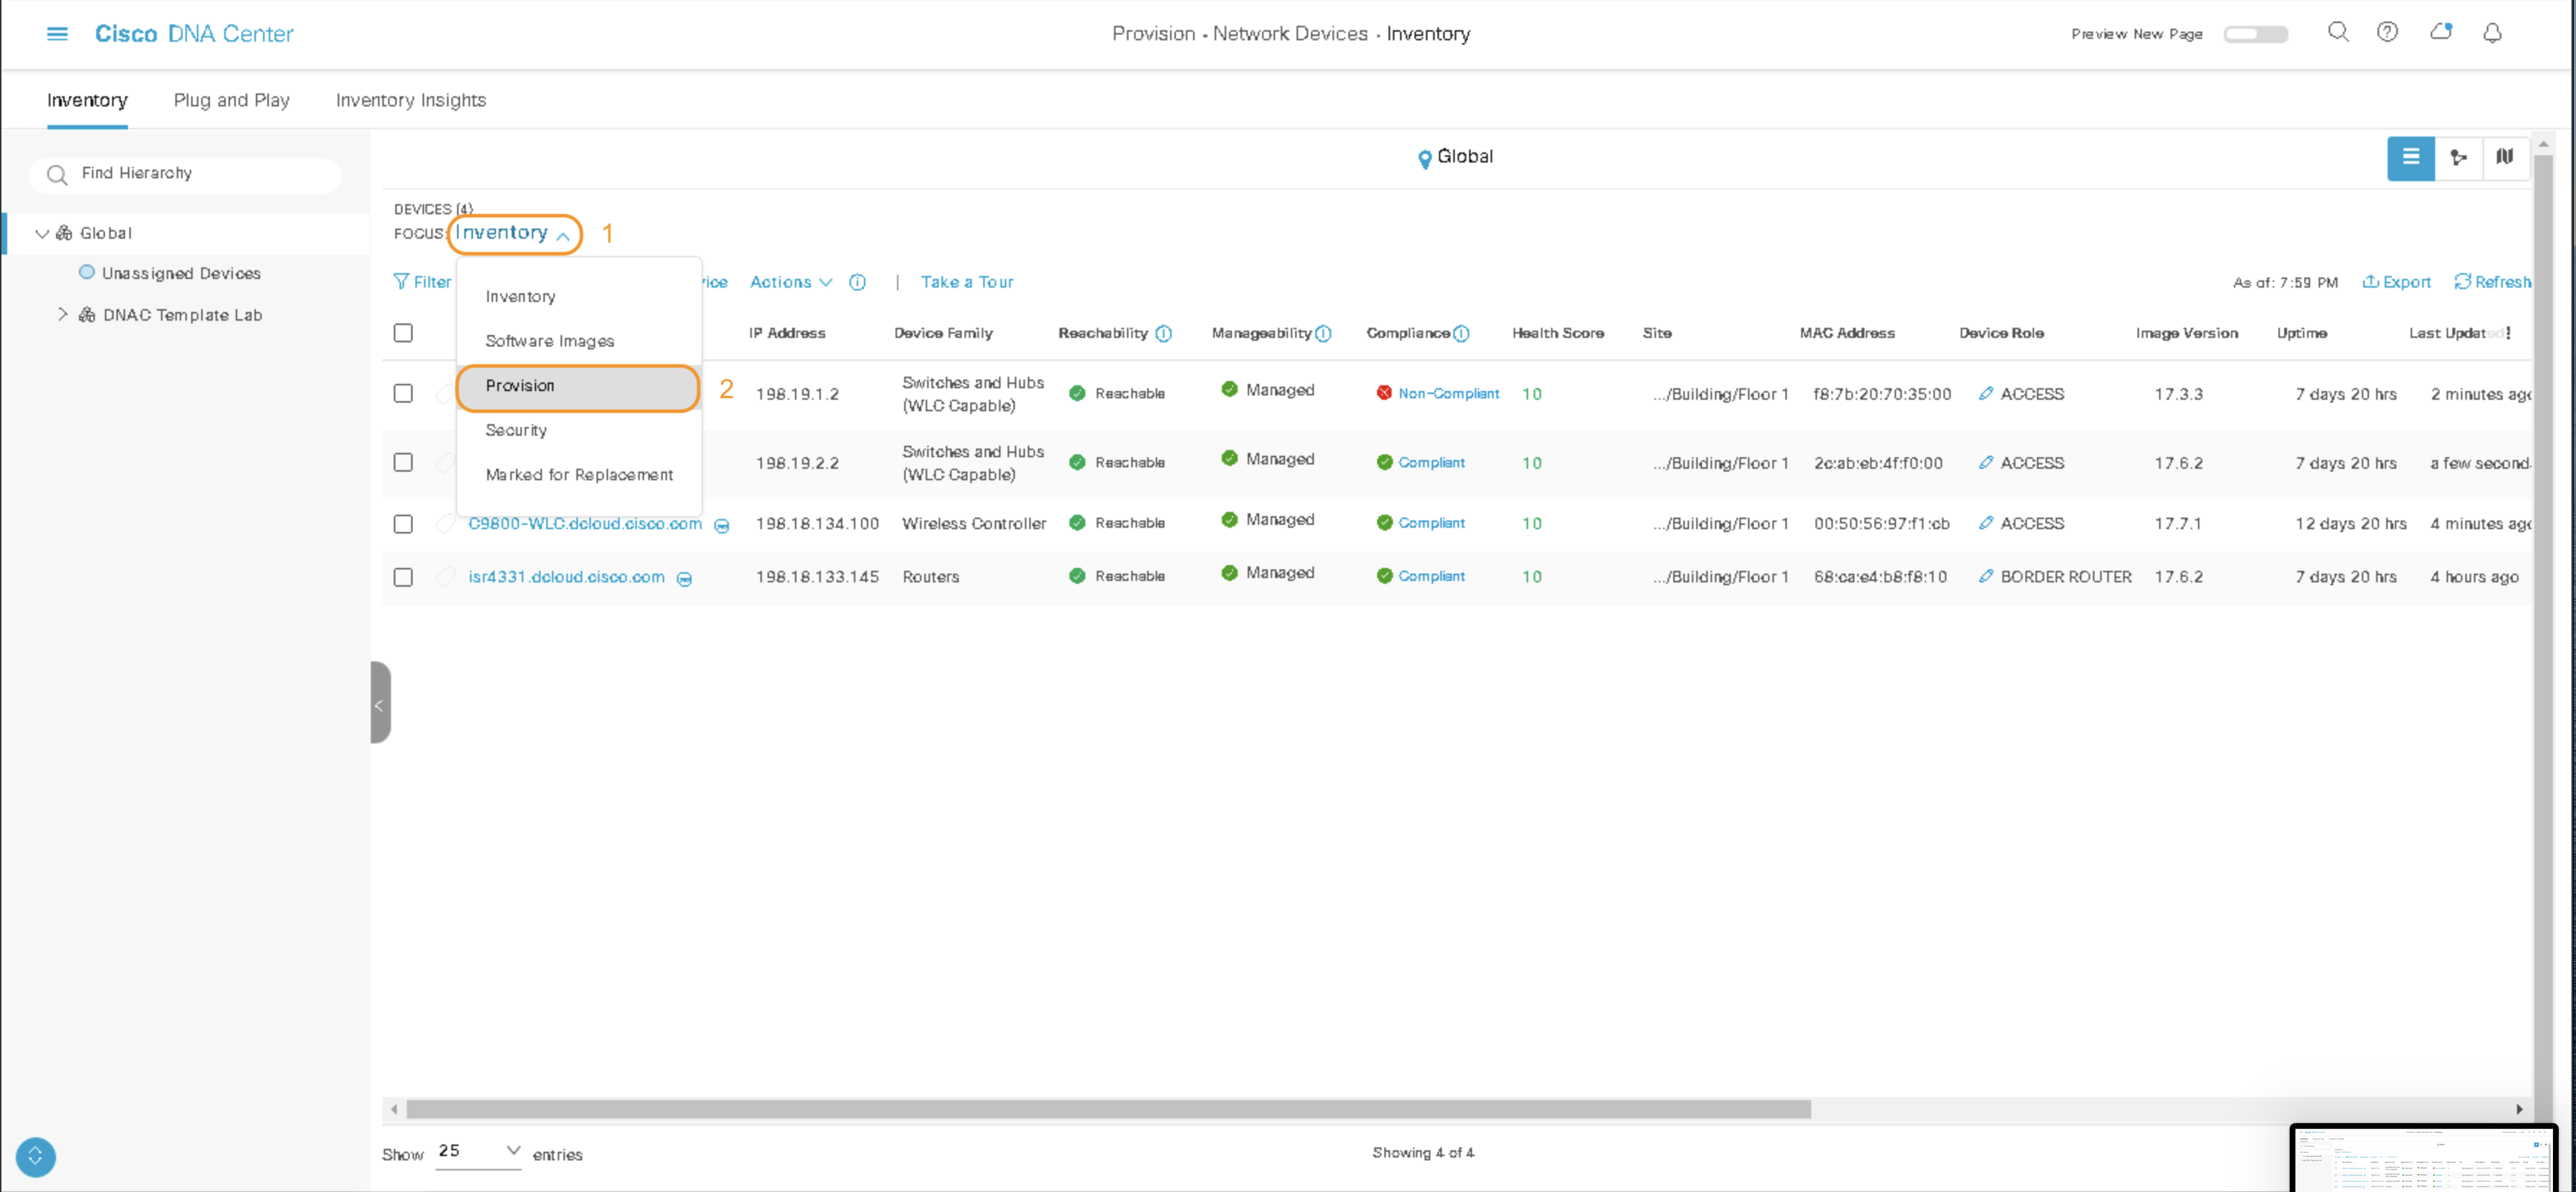 Cisco DNA Center
Provision · Network Devices · Inventory
Preview New Page
Inventory Plug and Play Inventory Insights
Find Hierarchy
Global
Unassigned Devices
DNAC Template Lab
Global
DEVICES (4)
FOCUS: Inventory 1
Inventory
Software Images
Provision 2
Security
Marked for Replacement
Filter Actions | Take a Tour As of: 7:59 PM Export Refresh
IP Address Device Family Reachability Manageability Compliance Health Score Site MAC Address Device Role Image Version Uptime Last Updat
198.19.1.2 Switches and Hubs (WLC Capable) Reachable Managed Non-Compliant 10 .../Building/Floor 1 f8:7b:20:70:35:00 ACCESS 17.3.3 7 days 20 hrs 2 minutes ago
198.19.2.2 Switches and Hubs (WLC Capable) Reachable Managed Compliant 10 .../Building/Floor 1 2c:ab:eb:4f:f0:00 ACCESS 17.6.2 7 days 20 hrs a few second
C9800-WLC.dcloud.cisco.com 198.18.134.100 Wireless Controller Reachable Managed Compliant 10 .../Building/Floor 1 00:50:56:97:f1:cb ACCESS 17.7.1 12 days 20 hrs 4 minutes ago
isr4331.dcloud.cisco.com 198.18.133.145 Routers Reachable Managed Compliant 10 .../Building/Floor 1 68:ca:e4:b8:f8:10 BORDER ROUTER 17.6.2 7 days 20 hrs 4 hours ago
Show 25 entries Showing 4 of 4